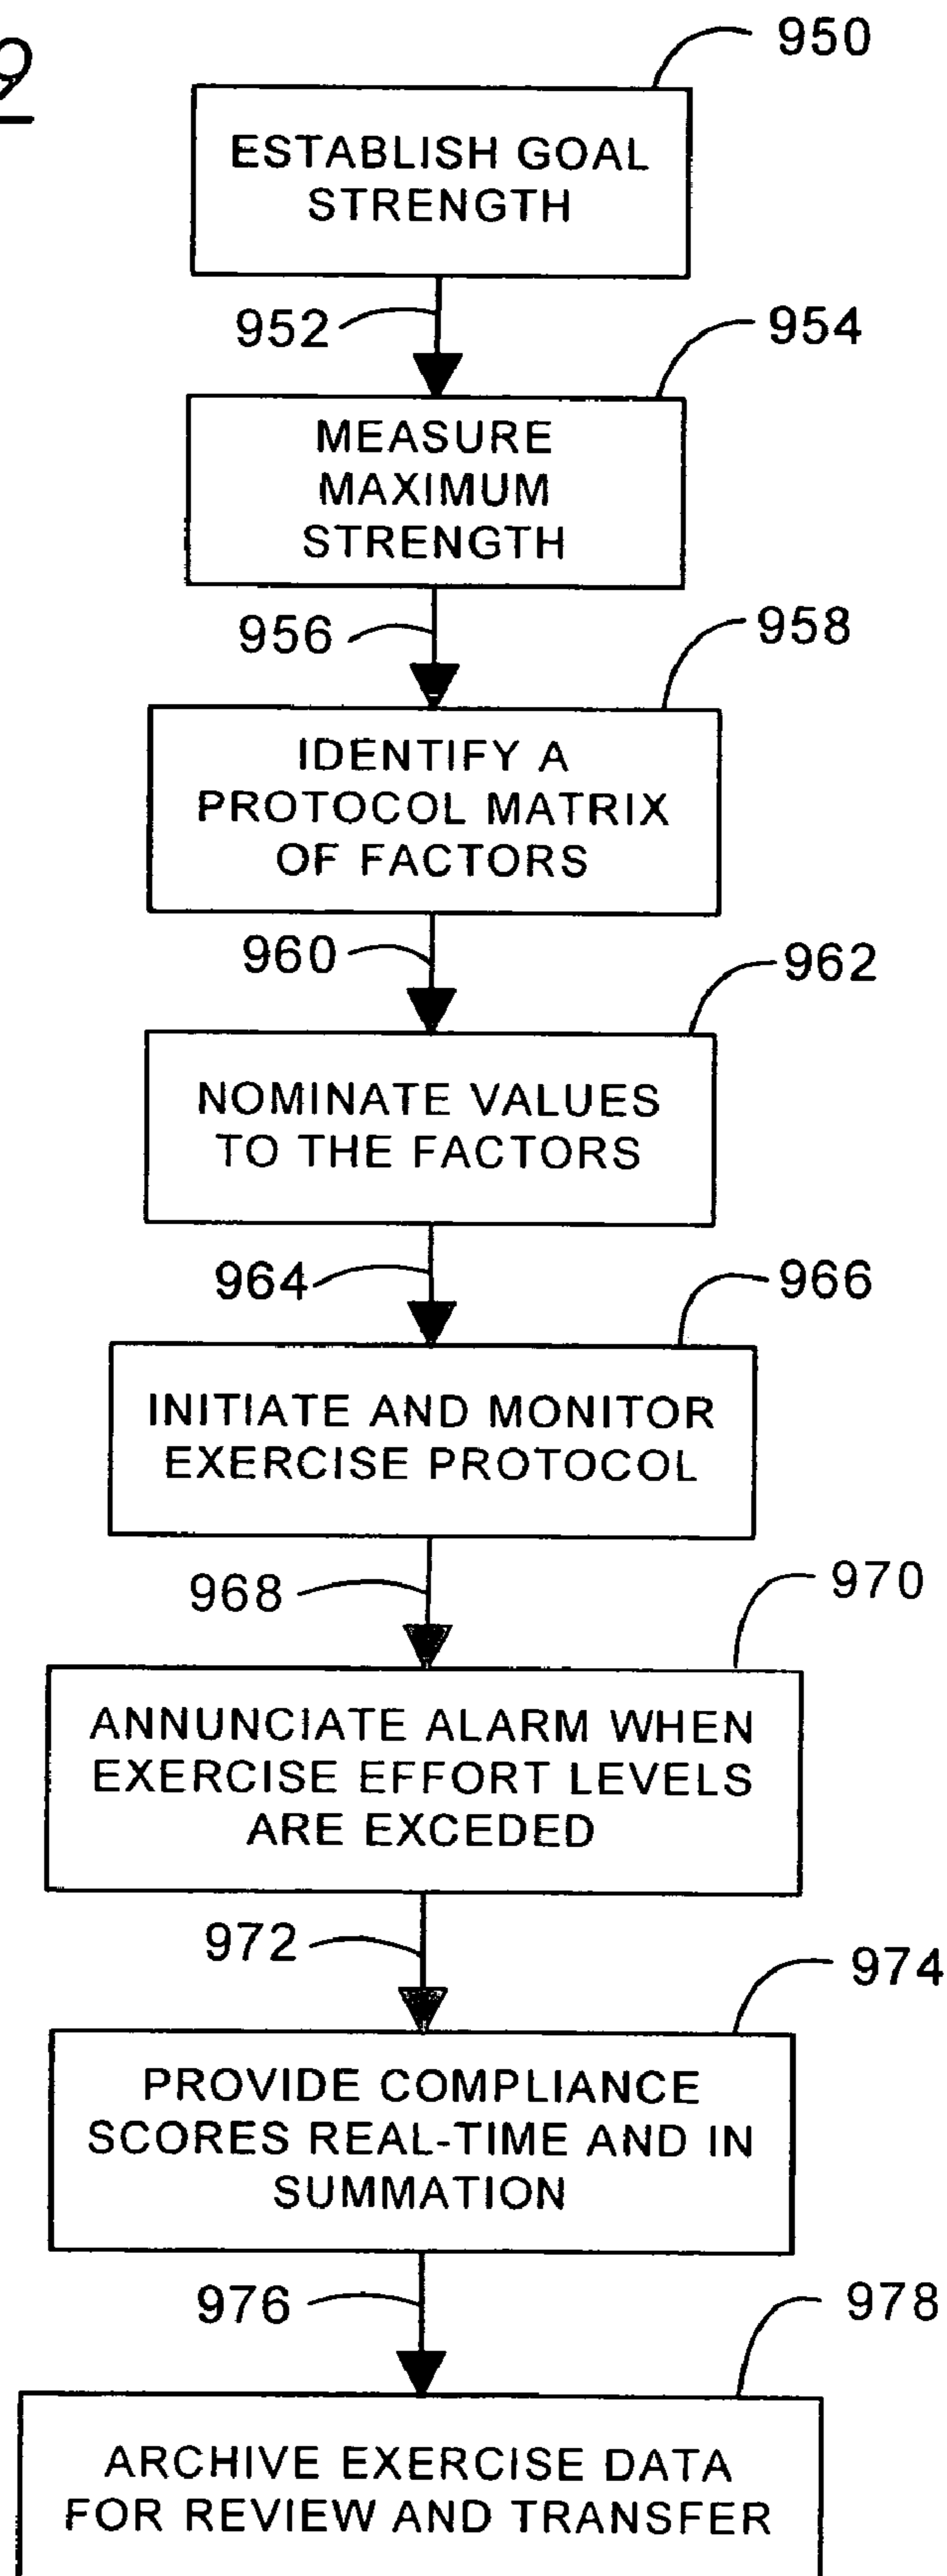 9
950
ESTABLISH GOAL
STRENGTH
952
954
MEASURE
MAXIMUM
STRENGTH
956
958
IDENTIFY A
PROTOCOL MATRIX
OF FACTORS
960
962
NOMINATE VALUES
TO THE FACTORS
964
966
INITIATE AND MONITOR
EXERCISE PROTOCOL
968
970
ANNUNCIATE ALARM WHEN
EXERCISE EFFORT LEVELS
ARE EXCEDED
972
974
PROVIDE COMPLIANCE
SCORES REAL-TIME AND IN
SUMMATION
976
978
ARCHIVE EXERCISE DATA
FOR REVIEW AND TRANSFER